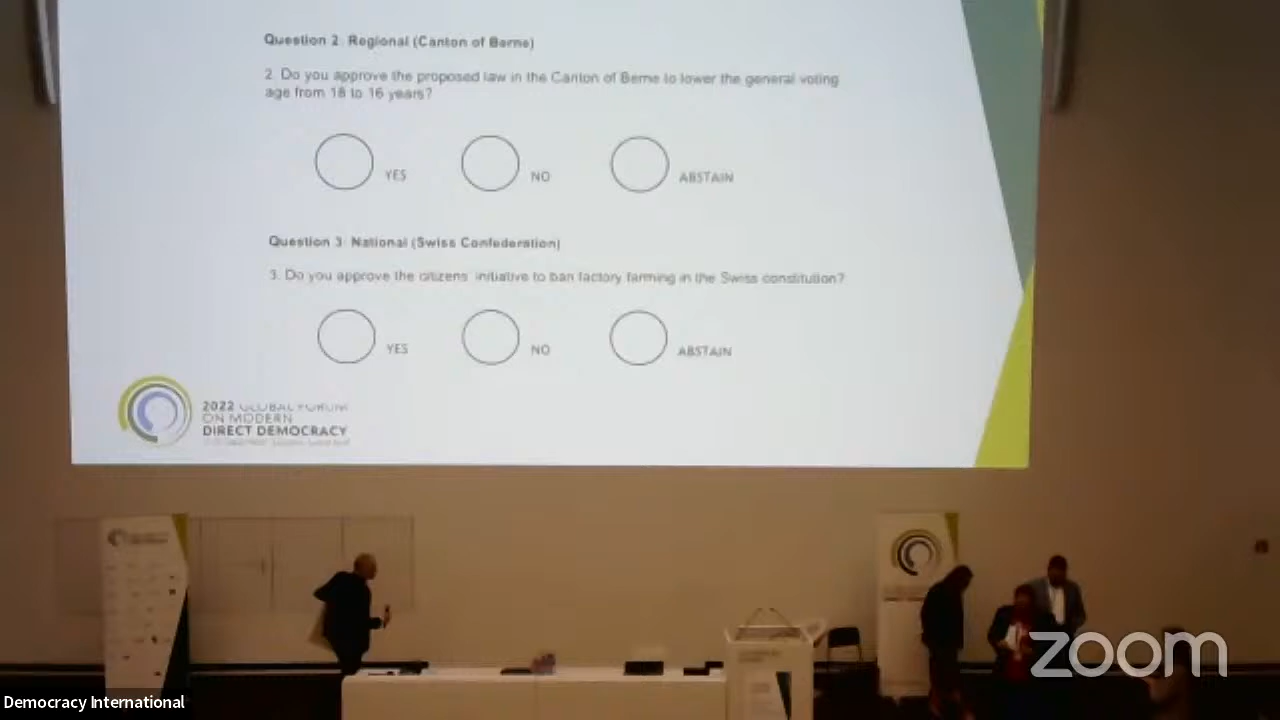 Question 2: Regional (Canton of Berne)
2. Do you approve the proposed law in the Canton of Berne to lower the general voting
age from 18 to 16 years?
YES NO ABSTAIN
Question 3: National (Swiss Confederation)
3. Do you approve the citizens' initiative to ban factory farming in the Swiss constitution?
YES NO ABSTAIN
2022 GLOBAL FORUM
ON MODERN
DIRECT DEMOCRACY
zoom
Democracy International